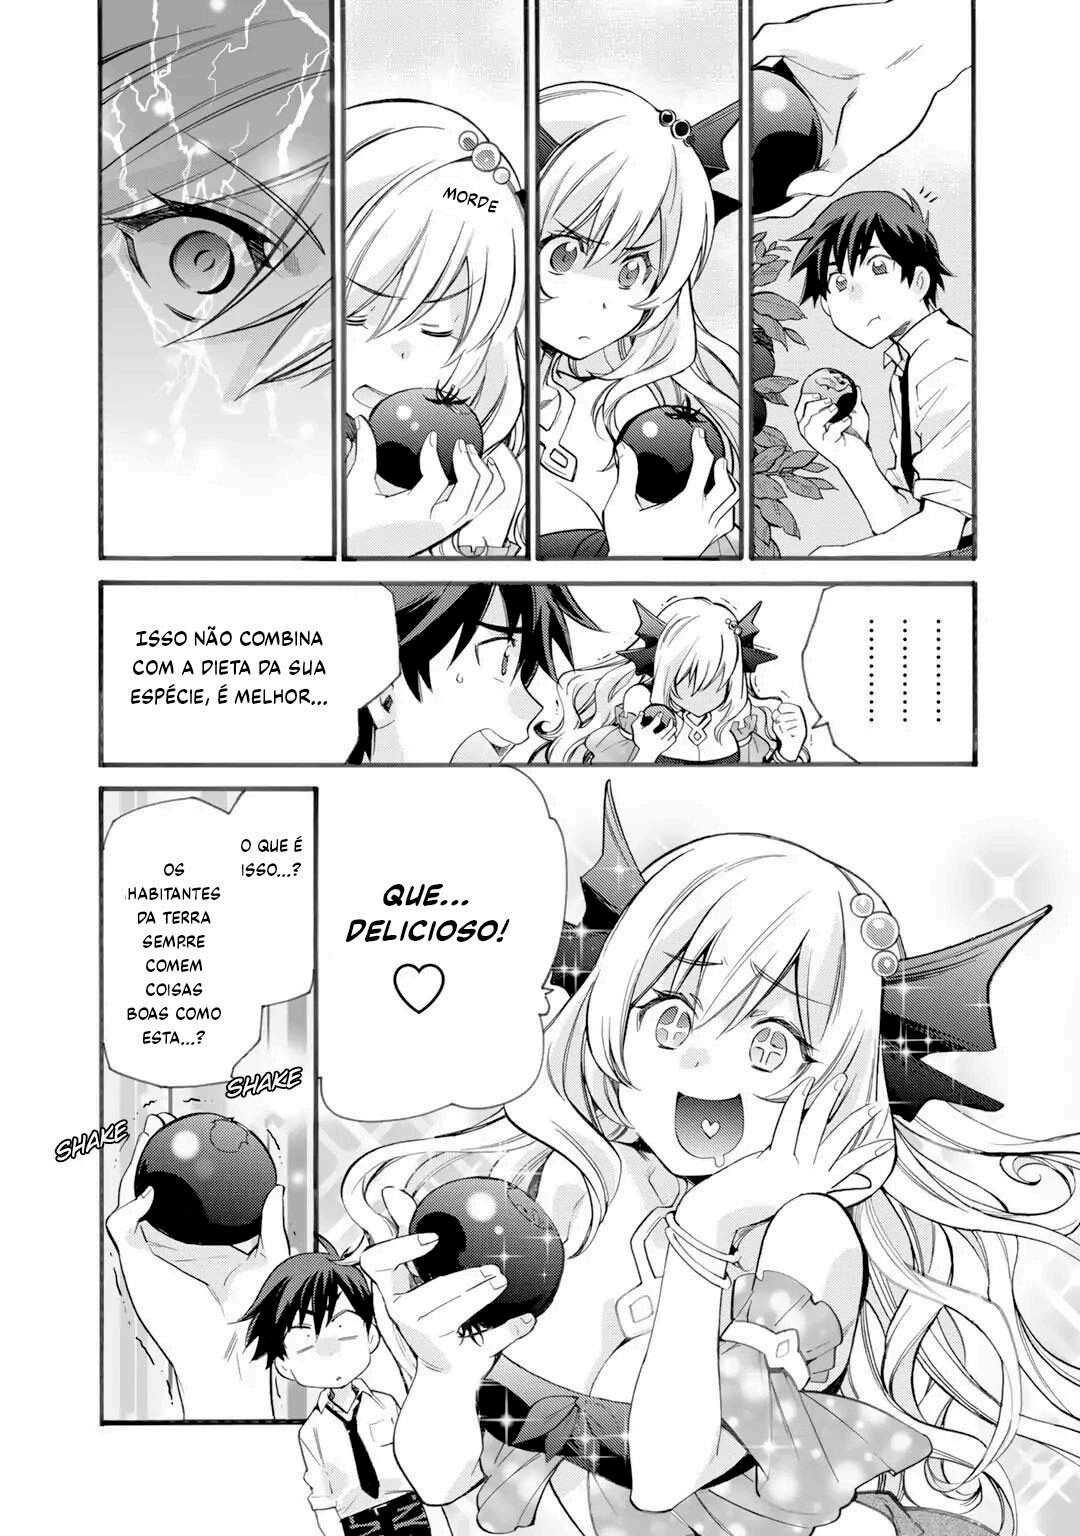 MORDE
………
………
………
ISSO NÃO COMBINA
COM A DIETA DA SUA
ESPÉCIE, É MELHOR...
QUE...
DELICIOSO!
♡
O QUE É
ISSO...?
OS
HABITANTES
DA TERRA
SEMPRE
COMEM
COISAS
BOAS COMO
ESTA...?
SHAKE
SHAKE